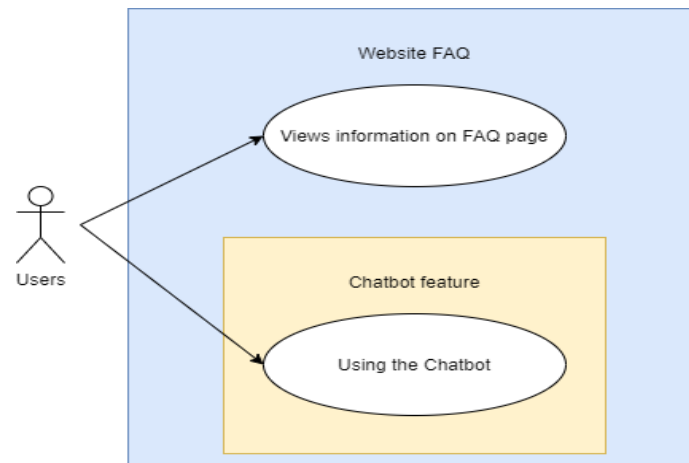 Website FAQ
Views information on FAQ page
Users
Chatbot feature
Using the Chatbot